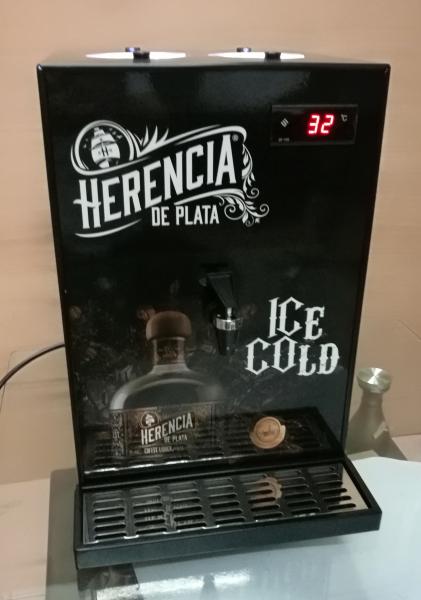 HERENCIA®
DE PLATA
32
°C
ICE
COLD
HERENCIA
DE PLATA